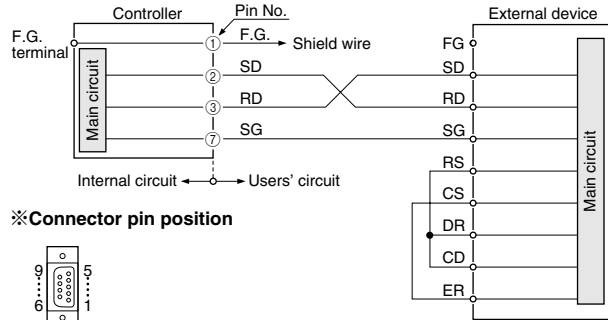 Controller
Pin No.
External device
F.G. terminal
① F.G.
Shield wire
FG
Main circuit
② SD
SD
③ RD
RD
⑦ SG
SG
RS
CS
DR
CD
ER
Main circuit
Internal circuit
Users' circuit
※Connector pin position
9 5
6 1